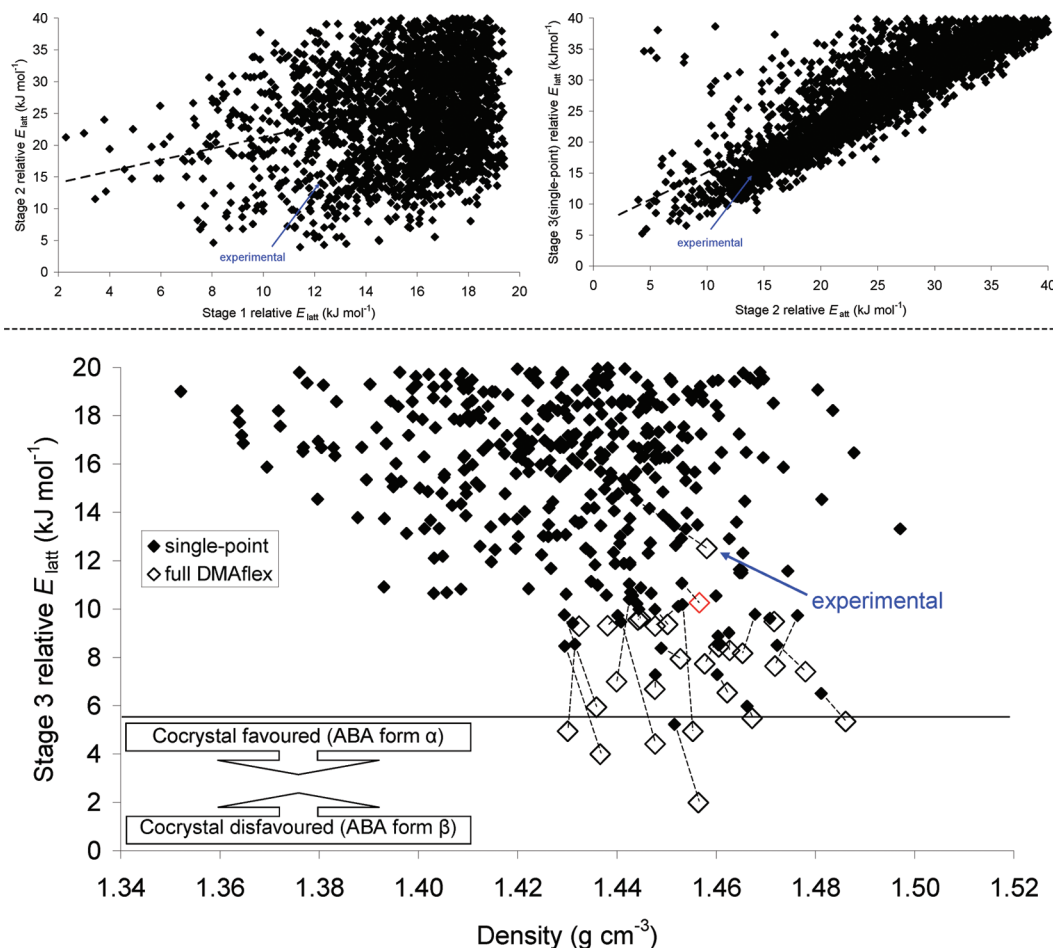 40
35
30
25
20
15
10
5
0
Stage 2 relative Elatt (kJ mol-1)
experimental
2 4 6 8 10 12 14 16 18 20
Stage 1 relative Elatt (kJ mol-1)
40
35
30
25
20
15
10
5
0
Stage 3(single-point) relative Elatt (kJmol-1)
experimental
0 5 10 15 20 25 30 35 40
Stage 2 relative Eatt (kJ mol-1)
20
18
16
14
12
10
8
6
4
2
0
Stage 3 relative Elatt (kJ mol-1)
single-point
full DMAflex
experimental
Cocrystal favoured (ABA form α)
Cocrystal disfavoured (ABA form β)
1.34 1.36 1.38 1.40 1.42 1.44 1.46 1.48 1.50 1.52
Density (g cm-3)